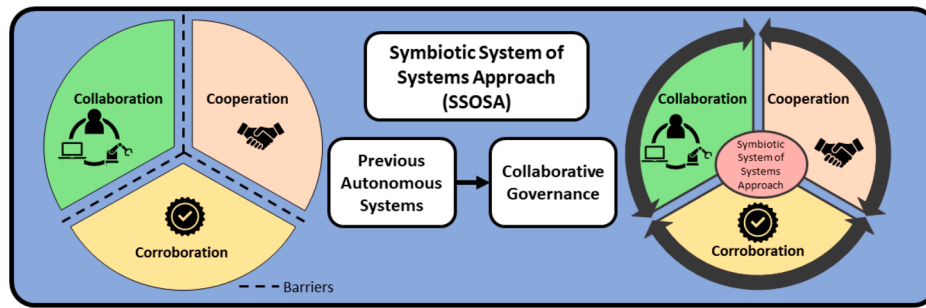 Collaboration
Cooperation
Corroboration
Barriers
Symbiotic System of
Systems Approach
(SSOSA)
Previous
Autonomous
Systems
Collaborative
Governance
Collaboration
Cooperation
Symbiotic
System of
Systems
Approach
Corroboration